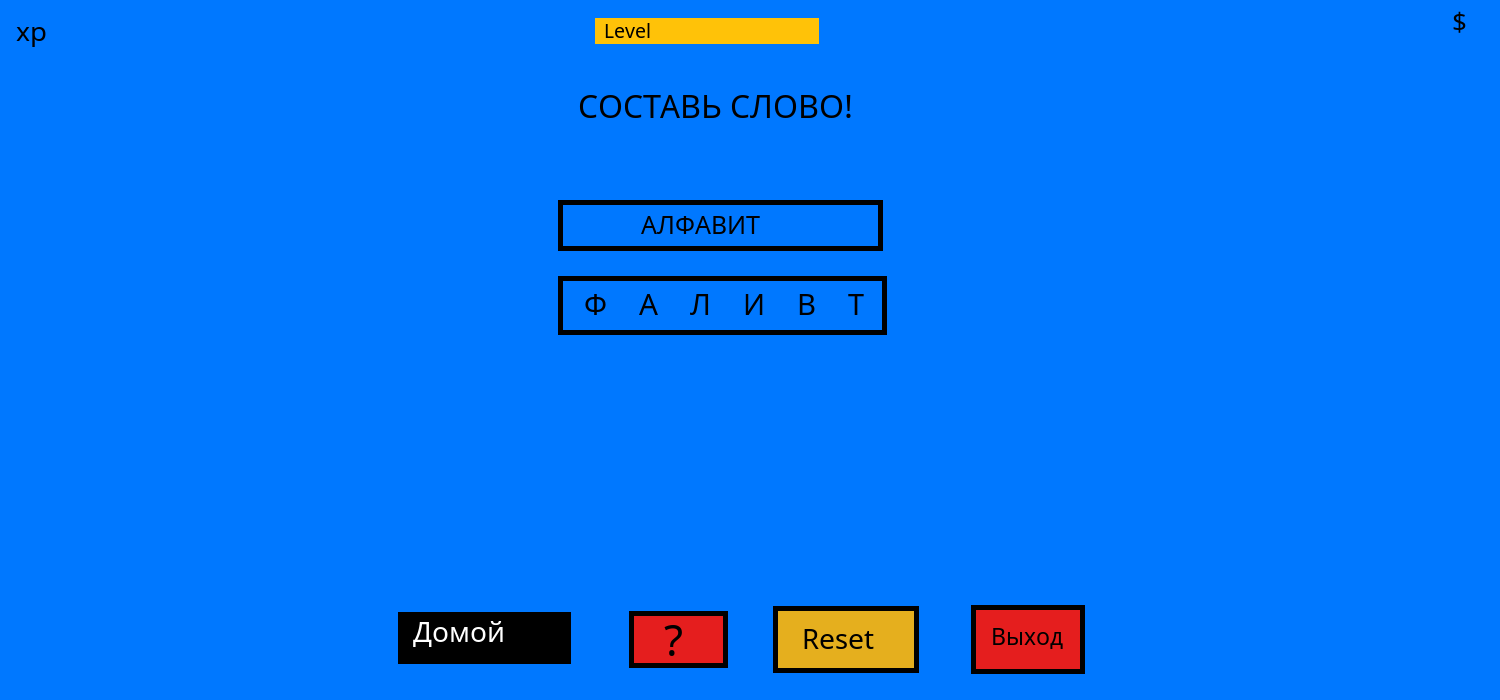 xp
Level
$
СОСТАВЬ СЛОВО!
АЛФАВИТ
Ф А Л И В Т
Домой
?
Reset
Выход